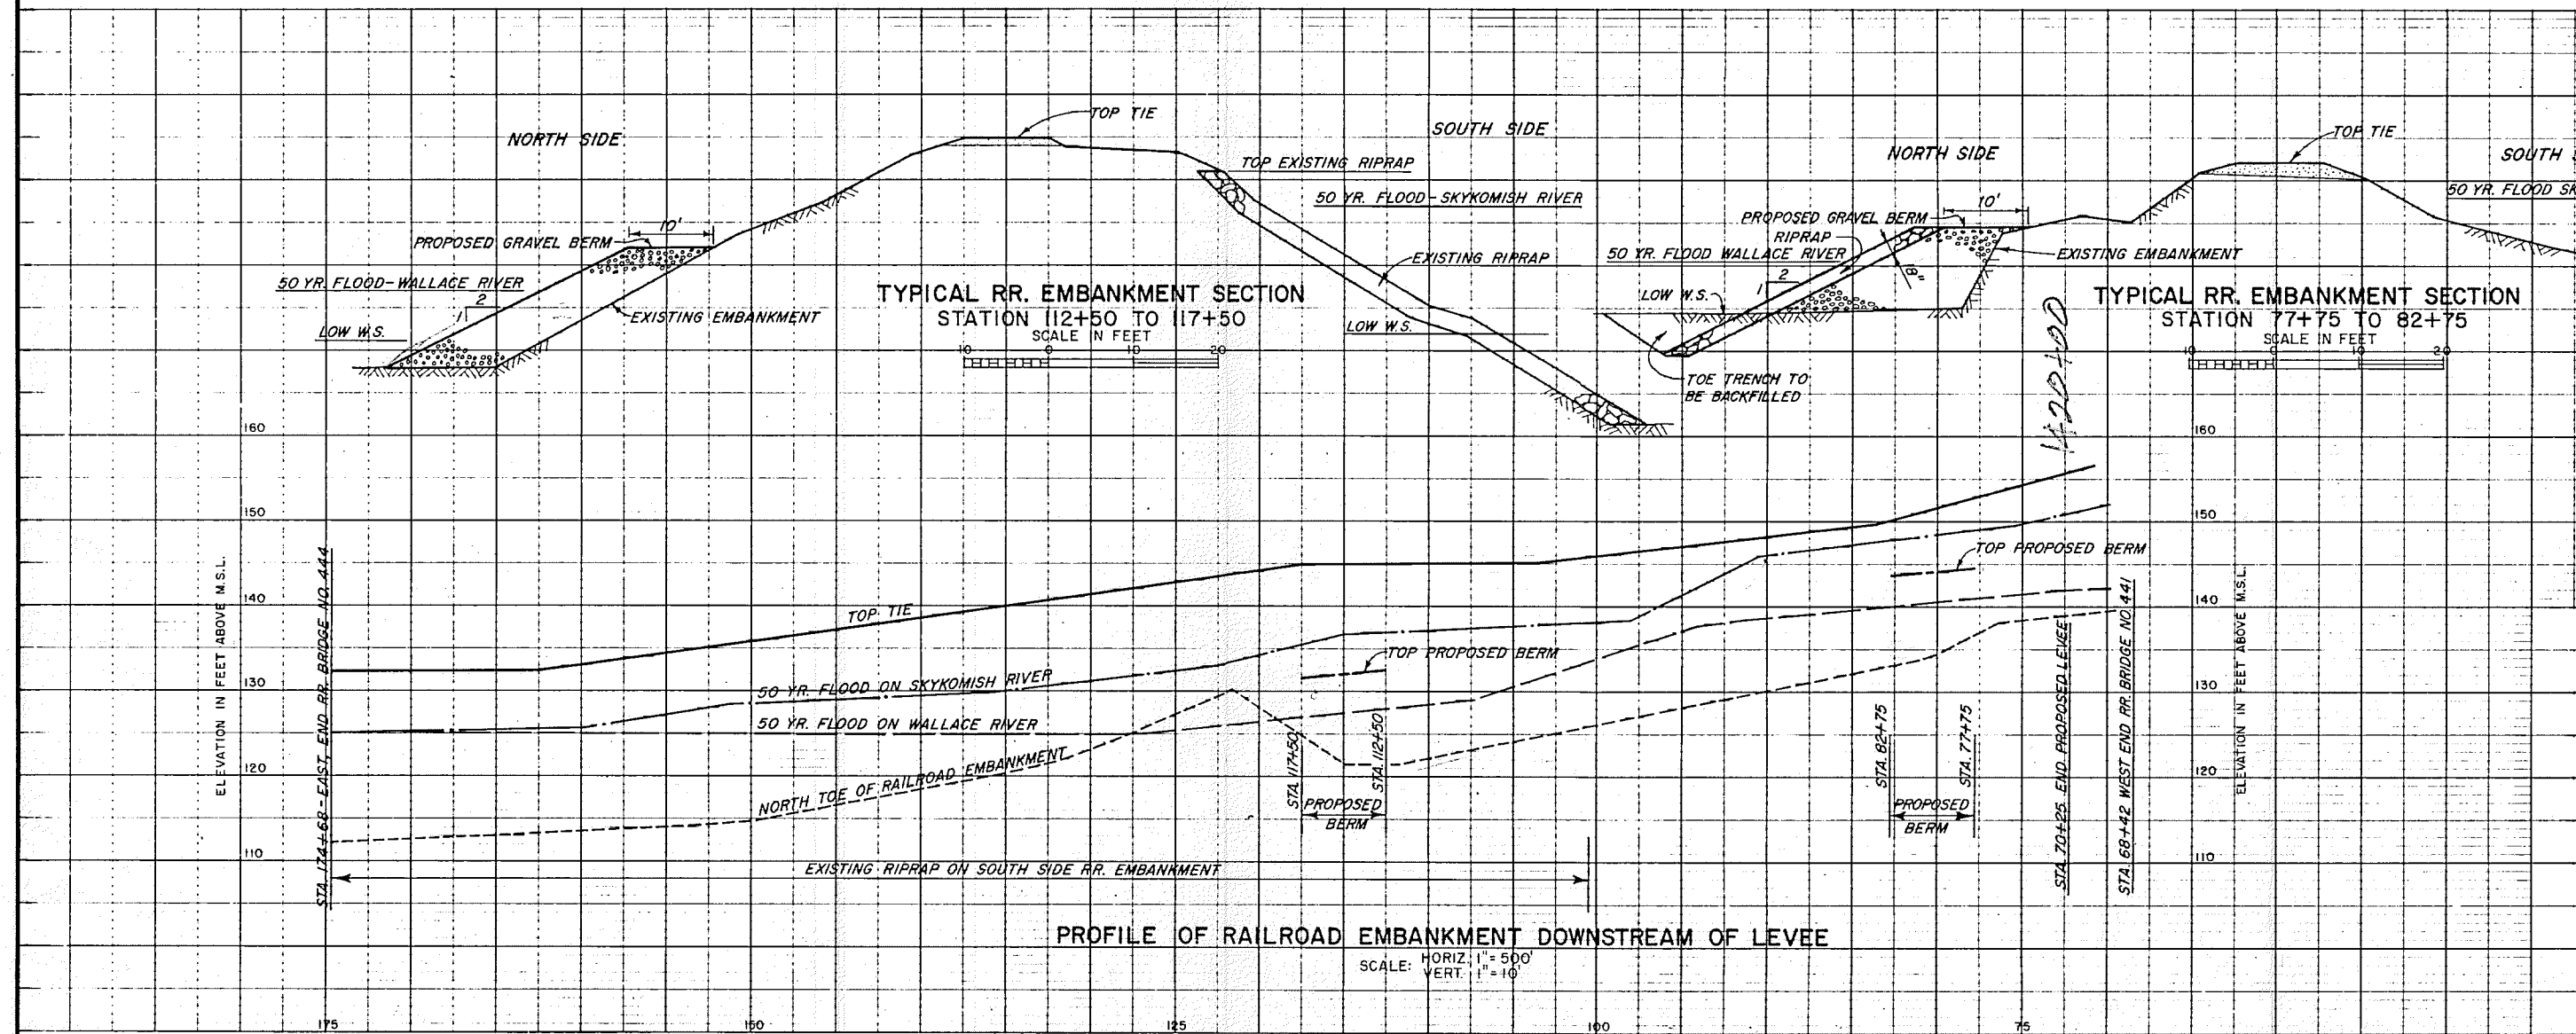 NORTH SIDE
TOP TIE
SOUTH SIDE
TOP EXISTING RIPRAP
50 YR. FLOOD - SKYKOMISH RIVER
10'
PROPOSED GRAVEL BERM
50 YR. FLOOD - WALLACE RIVER
2
1
LOW W.S.
EXISTING EMBANKMENT
EXISTING RIPRAP
LOW W.S.
TYPICAL RR. EMBANKMENT SECTION
STATION 112+50 TO 117+50
SCALE IN FEET
10 0 10 20
NORTH SIDE
TOP TIE
SOUTH S
50 YR. FLOOD SK
10'
PROPOSED GRAVEL BERM
RIPRAP
50 YR. FLOOD WALLACE RIVER
2
1
18"
LOW W.S.
EXISTING EMBANKMENT
TOE TRENCH TO
BE BACKFILLED
TYPICAL RR. EMBANKMENT SECTION
STATION 77+75 TO 82+75
SCALE IN FEET
10 0 10 20
160
150
140
130
120
110
ELEVATION IN FEET ABOVE M.S.L.
STA. 174+68 - EAST END RR. BRIDGE NO. 444
TOP TIE
50 YR. FLOOD ON SKYKOMISH RIVER
50 YR. FLOOD ON WALLACE RIVER
NORTH TOE OF RAILROAD EMBANKMENT
TOP PROPOSED BERM
STA. 117+50
STA. 112+50
PROPOSED
BERM
EXISTING RIPRAP ON SOUTH SIDE RR. EMBANKMENT
TOP PROPOSED BERM
STA. 82+75
STA. 77+75
PROPOSED
BERM
STA. 70+25 END PROPOSED LEVEE
STA. 68+42 WEST END RR. BRIDGE NO. 441
160
150
140
130
120
110
ELEVATION IN FEET ABOVE M.S.L.
PROFILE OF RAILROAD EMBANKMENT DOWNSTREAM OF LEVEE
SCALE: HORIZ. 1" = 500'
VERT. 1" = 10'
175 150 125 100 75